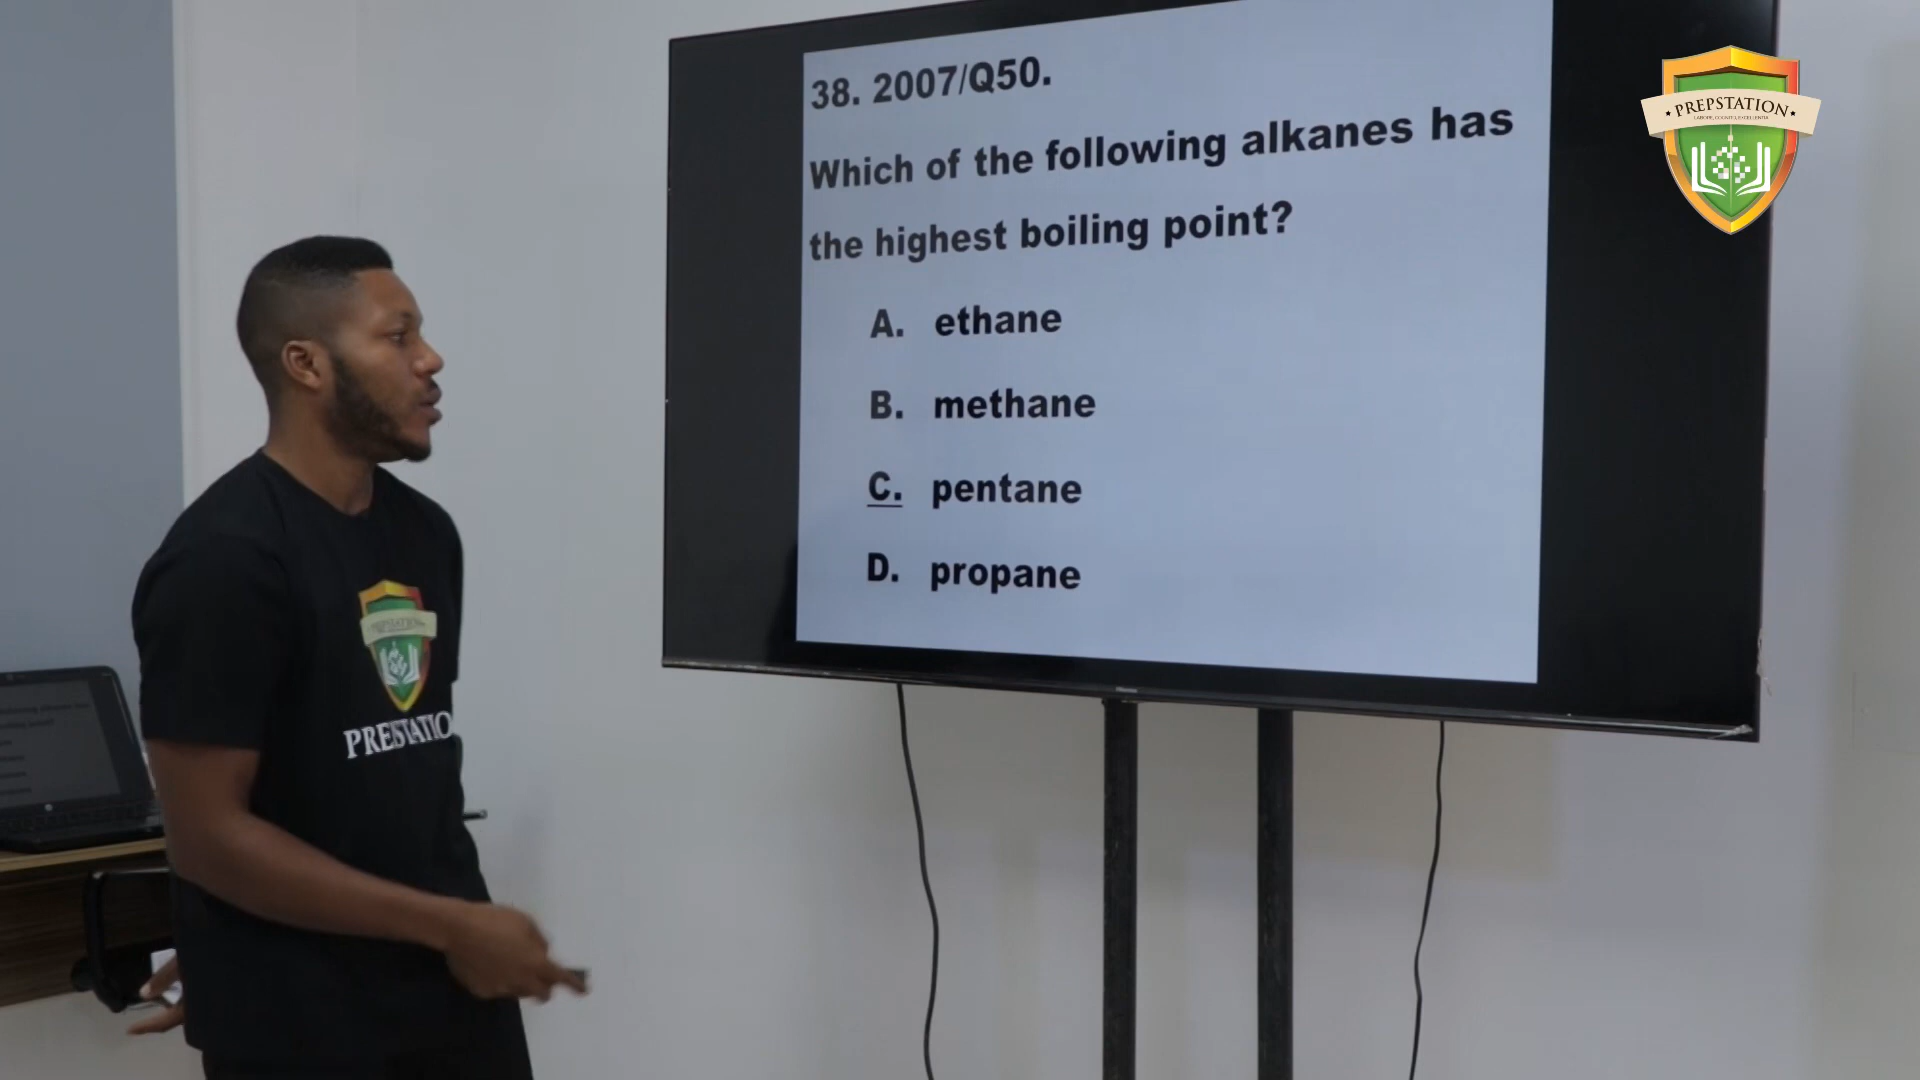 38. 2007/Q50.
Which of the following alkanes has
the highest boiling point?
A. ethane
B. methane
C. pentane
D. propane
PREPSTATION